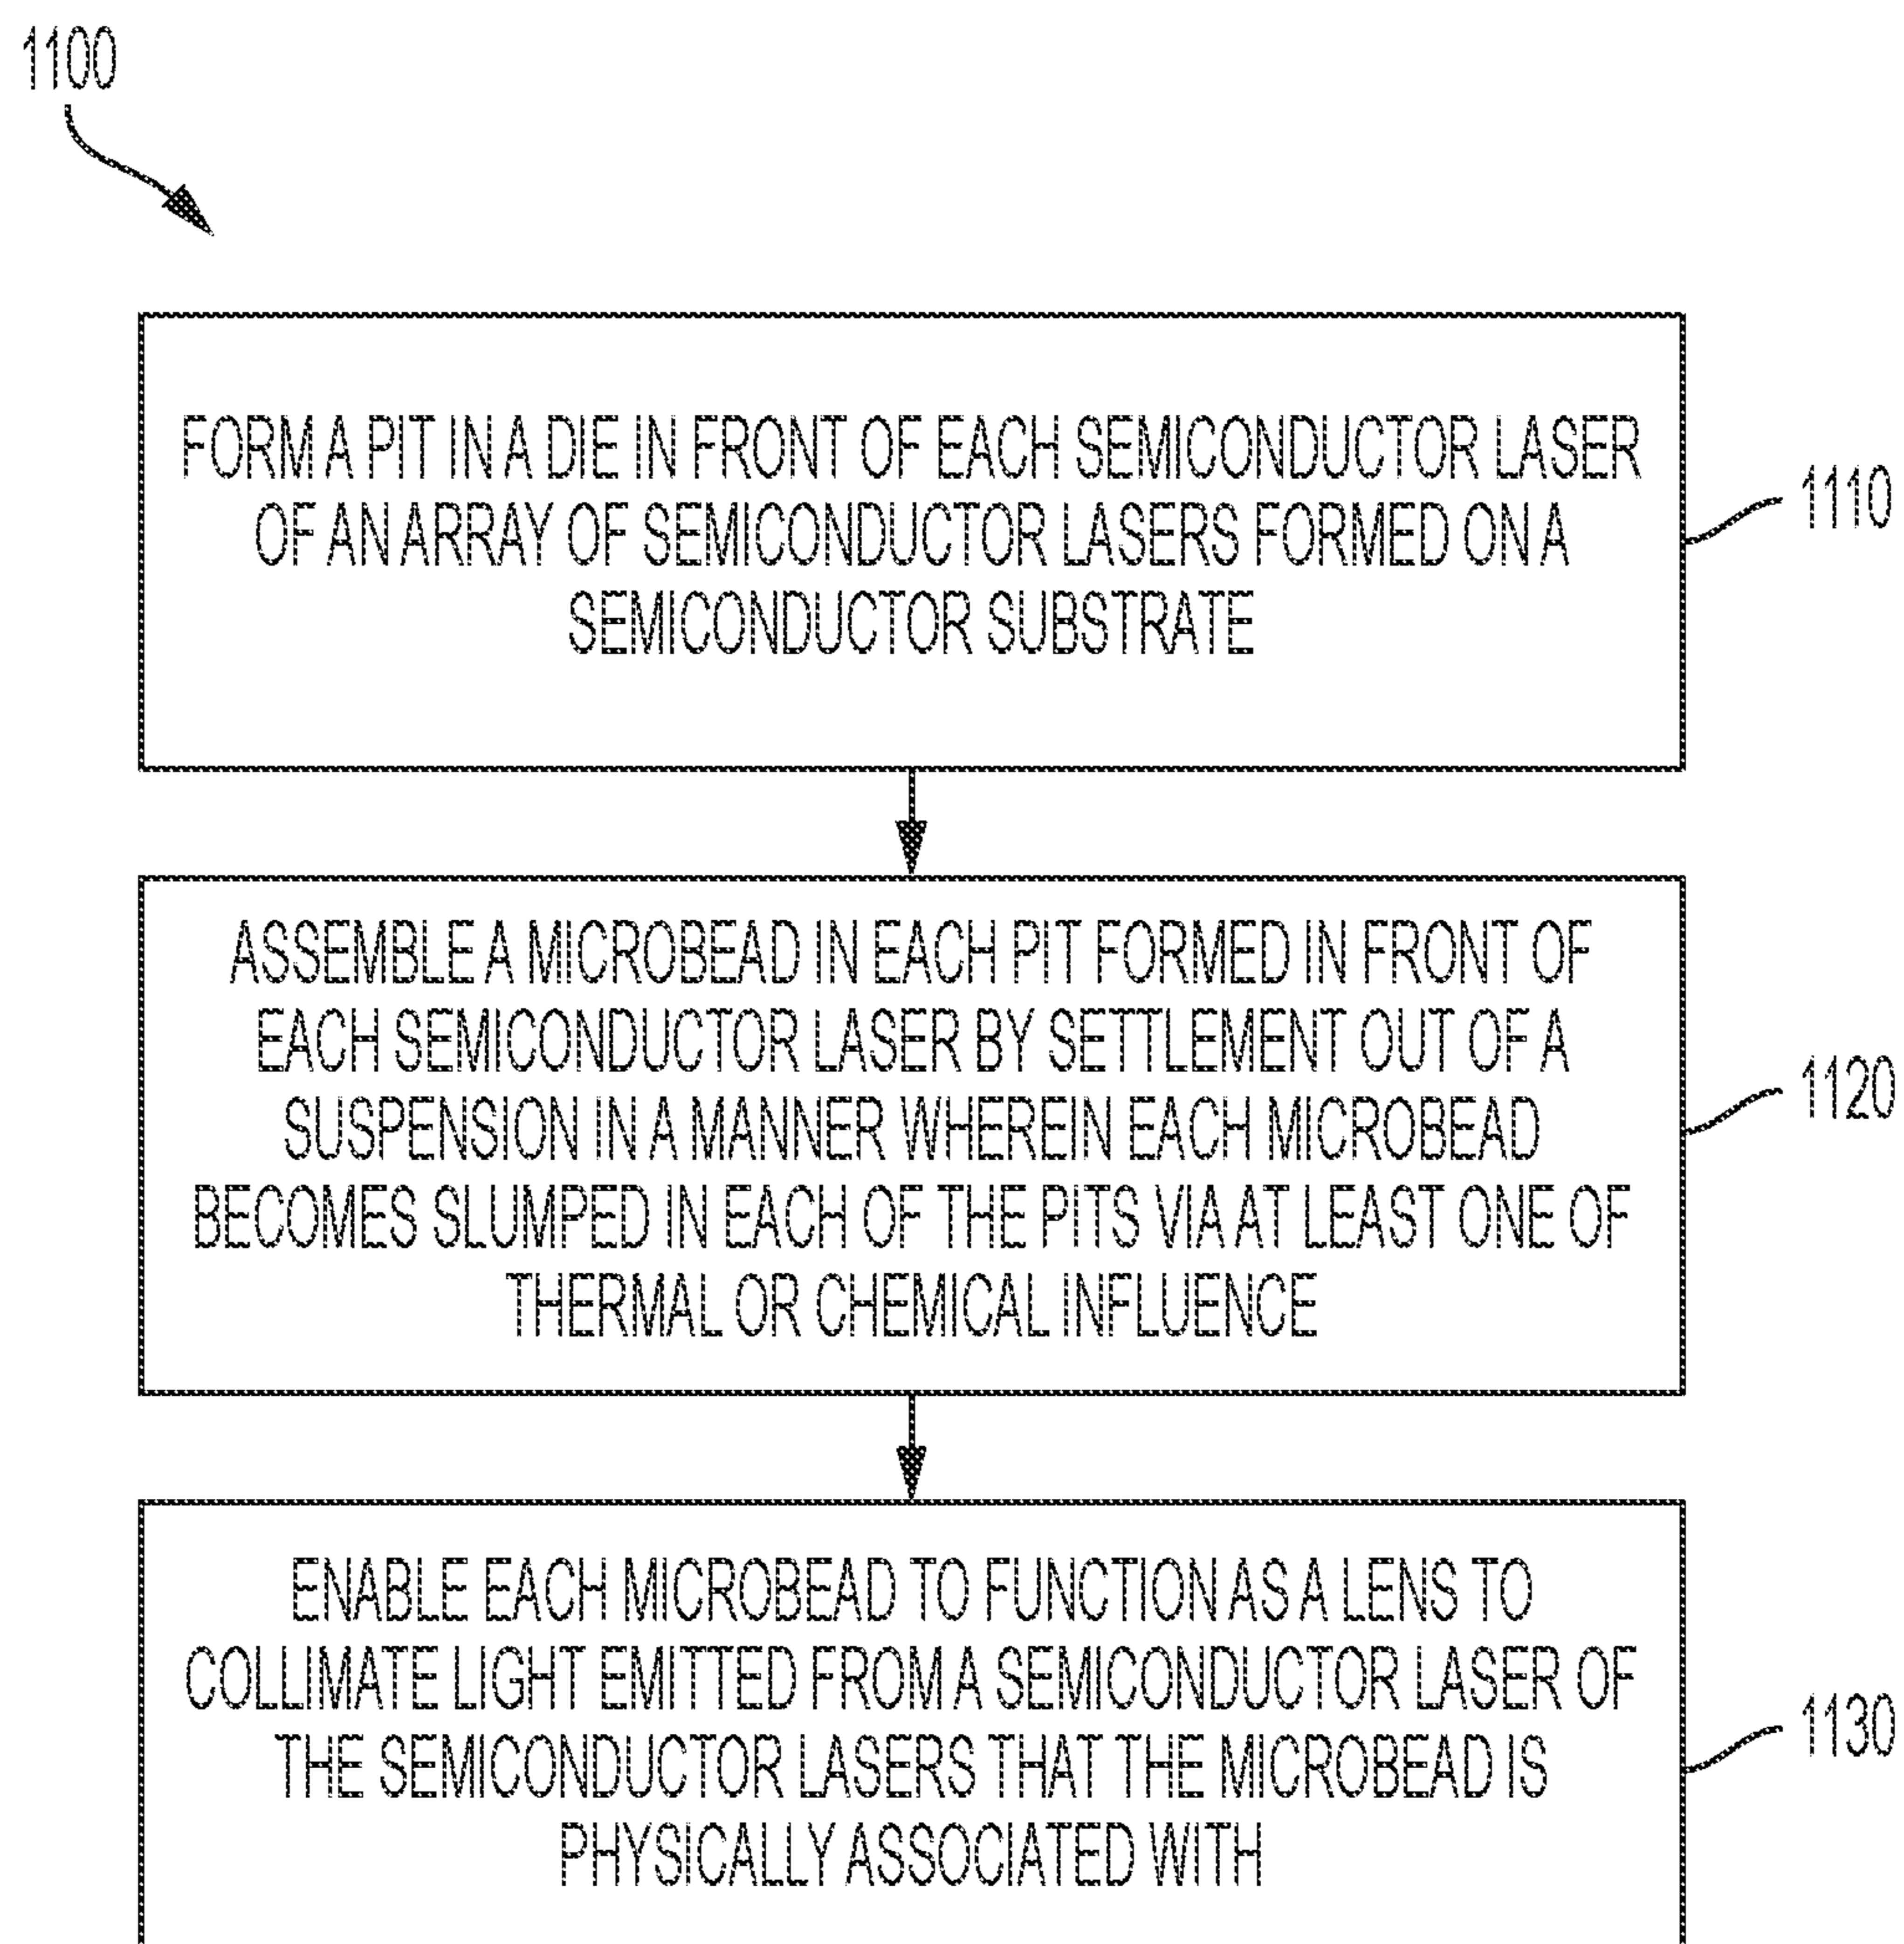 1100
FORM A PIT IN A DIE IN FRONT OF EACH SEMICONDUCTOR LASER
OF AN ARRAY OF SEMICONDUCTOR LASERS FORMED ON A
SEMICONDUCTOR SUBSTRATE
1110
ASSEMBLE A MICROBEAD IN EACH PIT FORMED IN FRONT OF
EACH SEMICONDUCTOR LASER BY SETTLEMENT OUT OF A
SUSPENSION IN A MANNER WHEREIN EACH MICROBEAD
BECOMES SLUMPED IN EACH OF THE PITS VIA AT LEAST ONE OF
THERMAL OR CHEMICAL INFLUENCE
1120
ENABLE EACH MICROBEAD TO FUNCTION AS A LENS TO
COLLIMATE LIGHT EMITTED FROM A SEMICONDUCTOR LASER OF
THE SEMICONDUCTOR LASERS THAT THE MICROBEAD IS
PHYSICALLY ASSOCIATED WITH
1130